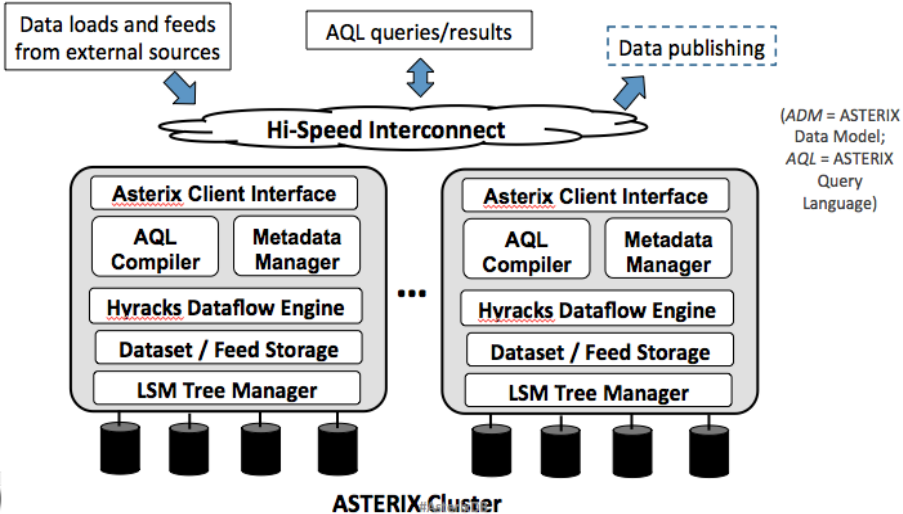 Data loads and feeds
from external sources
AQL queries/results
Data publishing
Hi-Speed Interconnect
(ADM = ASTERIX
Data Model;
AQL = ASTERIX
Query
Language)
Asterix Client Interface
AQL
Compiler
Metadata
Manager
Hyracks Dataflow Engine
Dataset / Feed Storage
LSM Tree Manager
...
Asterix Client Interface
AQL
Compiler
Metadata
Manager
Hyracks Dataflow Engine
Dataset / Feed Storage
LSM Tree Manager
ASTERIX Cluster